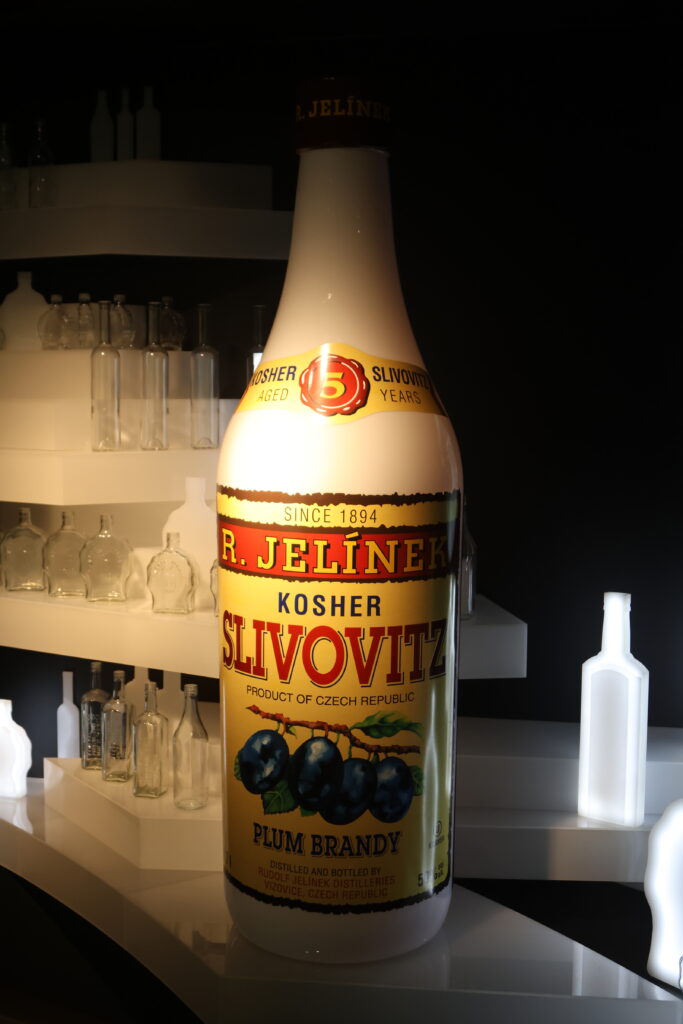 R. JELÍNEK
KOSHER 5 SLIVOVITZ
AGED YEARS
SINCE 1894
R. JELÍNEK
KOSHER
SLIVOVITZ
PRODUCT OF CZECH REPUBLIC
PLUM BRANDY
DISTILLED AND BOTTLED BY
RUDOLF JELÍNEK DISTILLERIES
VIZOVICE, CZECH REPUBLIC